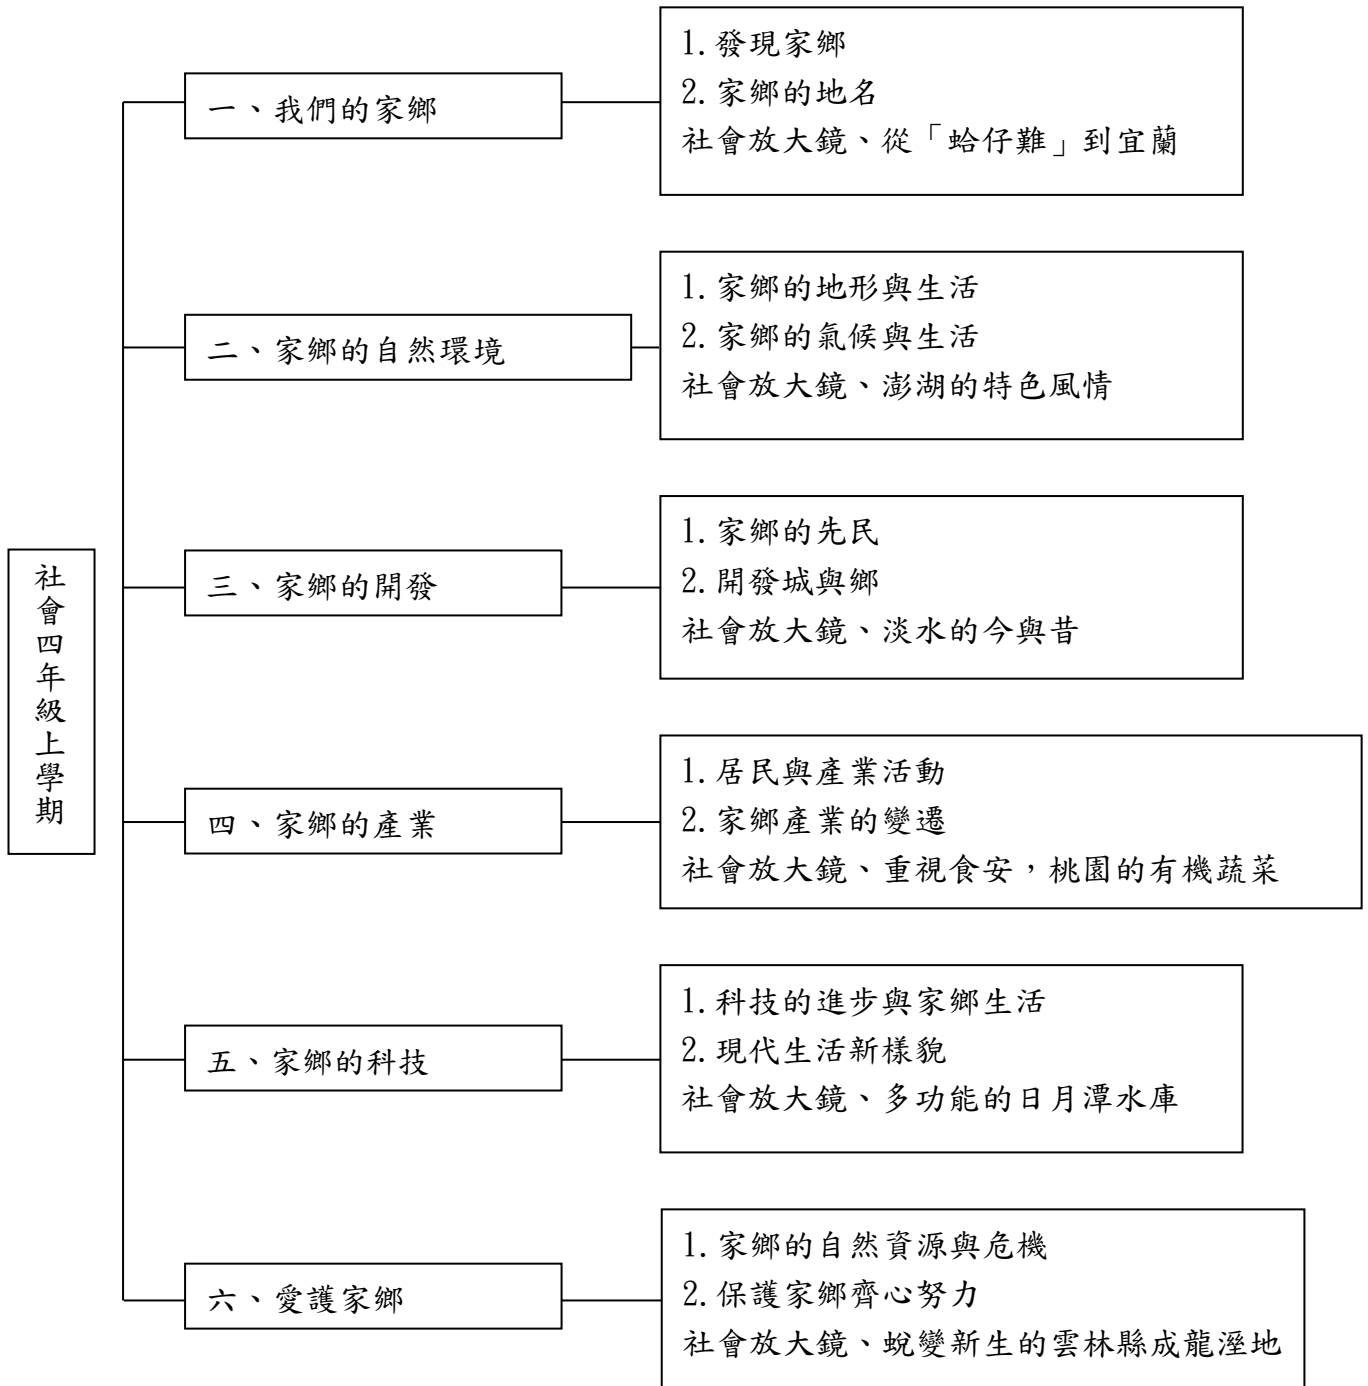 社會四年級上學期
一、我們的家鄉
1.發現家鄉
2.家鄉的地名
社會放大鏡、從「蛤仔難」到宜蘭
二、家鄉的自然環境
1.家鄉的地形與生活
2.家鄉的氣候與生活
社會放大鏡、澎湖的特色風情
三、家鄉的開發
1.家鄉的先民
2.開發城與鄉
社會放大鏡、淡水的今與昔
四、家鄉的產業
1.居民與產業活動
2.家鄉產業的變遷
社會放大鏡、重視食安，桃園的有機蔬菜
五、家鄉的科技
1.科技的進步與家鄉生活
2.現代生活新樣貌
社會放大鏡、多功能的日月潭水庫
六、愛護家鄉
1.家鄉的自然資源與危機
2.保護家鄉齊心努力
社會放大鏡、蛻變新生的雲林縣成龍溼地